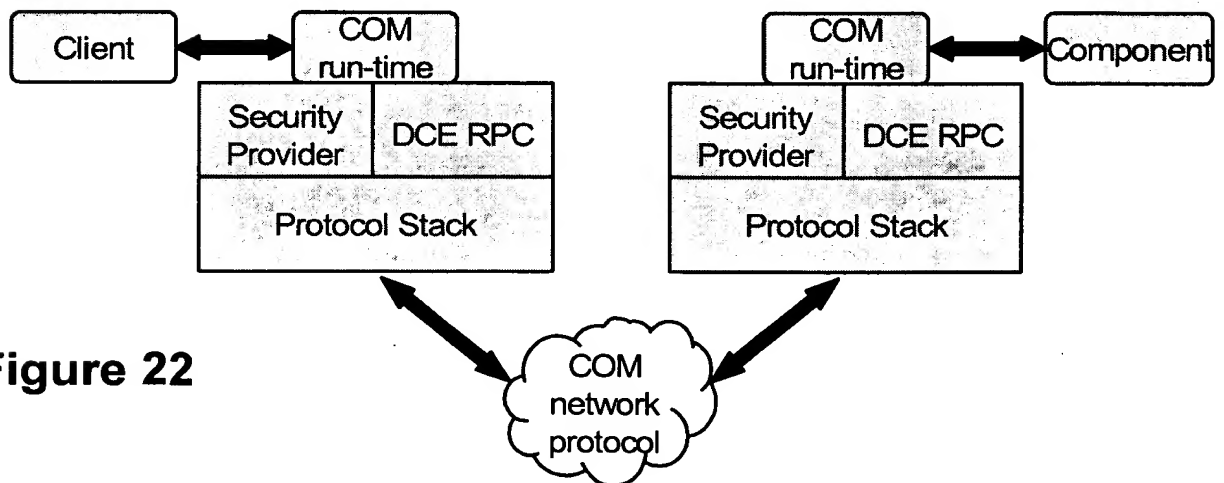 Client
COM
run-time
Security
Provider
DCE RPC
Protocol Stack
COM
run-time
Component
Security
Provider
DCE RPC
Protocol Stack
COM
network
protocol
Figure 22